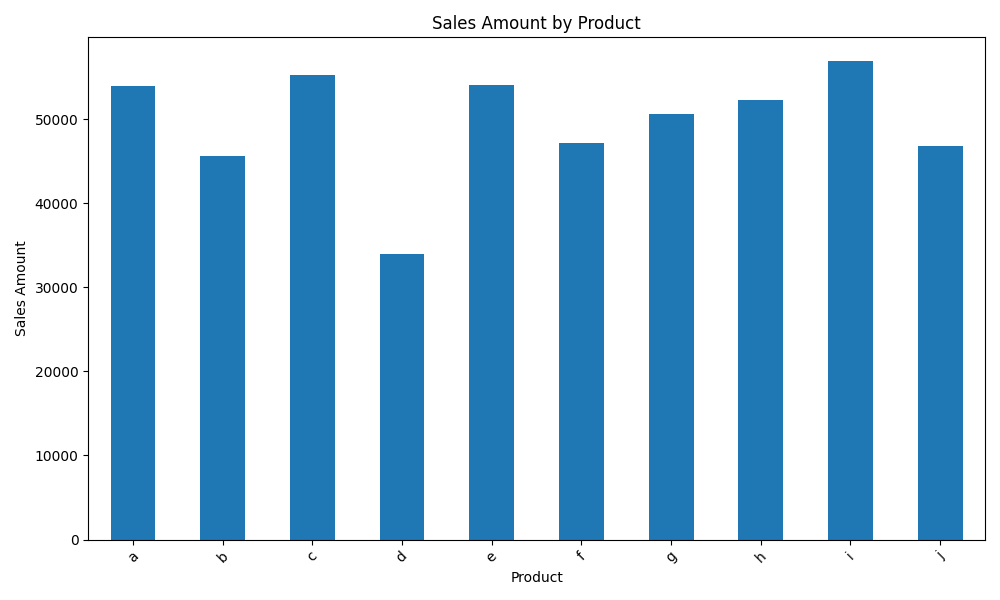 Sales Amount by Product
Sales Amount
50000
40000
30000
20000
10000
0
a b c d e f g h i j
Product